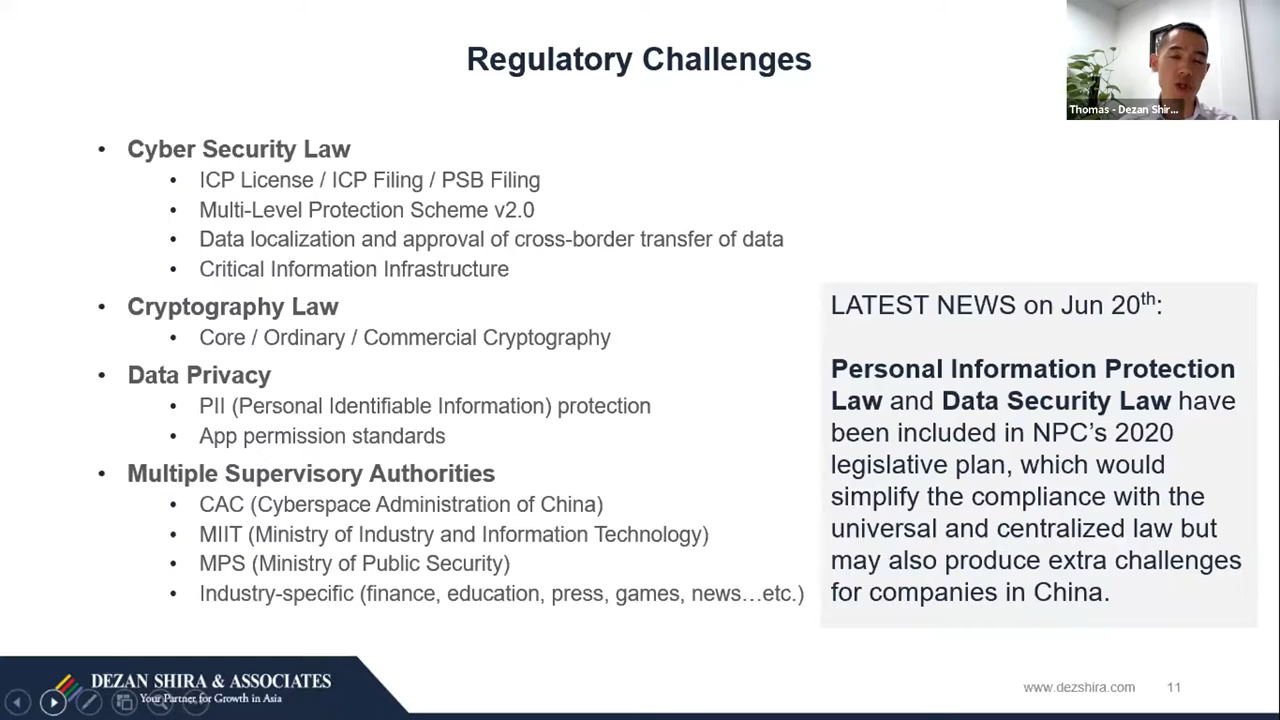 Regulatory Challenges
Thomas - Dezan Shir...
• Cyber Security Law
• ICP License / ICP Filing / PSB Filing
• Multi-Level Protection Scheme v2.0
• Data localization and approval of cross-border transfer of data
• Critical Information Infrastructure
• Cryptography Law
• Core / Ordinary / Commercial Cryptography
• Data Privacy
• PII (Personal Identifiable Information) protection
• App permission standards
• Multiple Supervisory Authorities
• CAC (Cyberspace Administration of China)
• MIIT (Ministry of Industry and Information Technology)
• MPS (Ministry of Public Security)
• Industry-specific (finance, education, press, games, news…etc.)
LATEST NEWS on Jun 20th:
Personal Information Protection
Law and Data Security Law have
been included in NPC's 2020
legislative plan, which would
simplify the compliance with the
universal and centralized law but
may also produce extra challenges
for companies in China.
DEZAN SHIRA & ASSOCIATES
Your Partner for Growth in Asia
www.dezshira.com 11